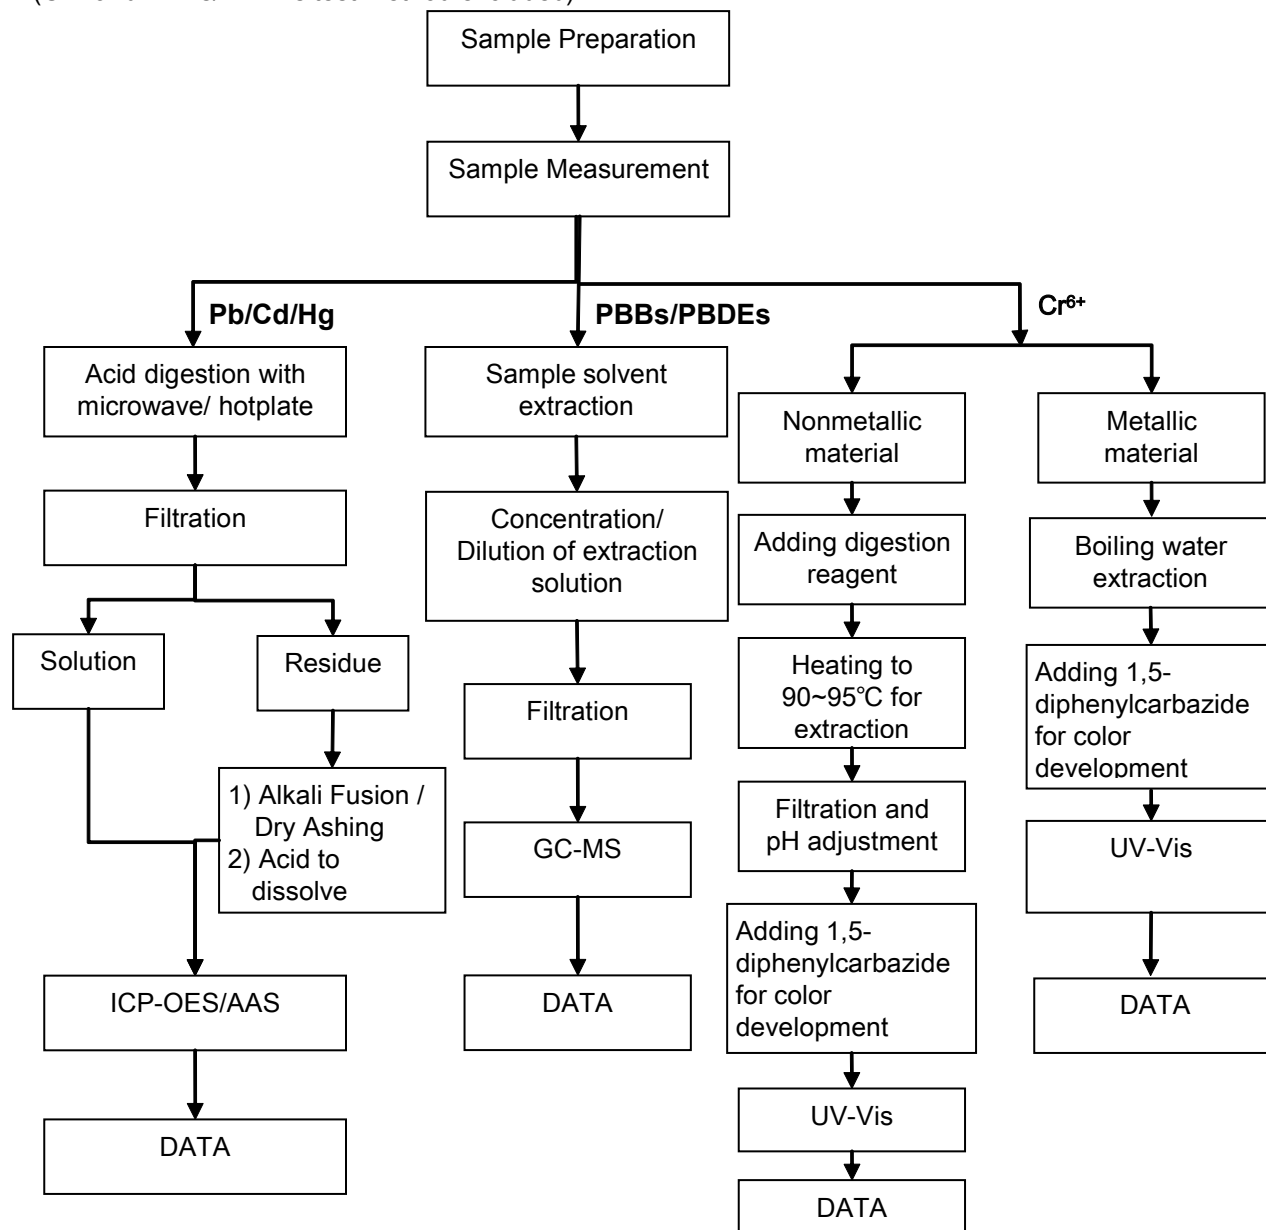 Sample Preparation
Sample Measurement
Pb/Cd/Hg
PBBs/PBDEs
Cr⁶⁺
Acid digestion with
microwave/ hotplate
Filtration
Solution
Residue
1) Alkali Fusion /
Dry Ashing
2) Acid to
dissolve
ICP-OES/AAS
DATA
Sample solvent
extraction
Concentration/
Dilution of extraction
solution
Filtration
GC-MS
DATA
Nonmetallic
material
Adding digestion
reagent
Heating to
90~95℃ for
extraction
Filtration and
pH adjustment
Adding 1,5-
diphenylcarbazide
for color
development
UV-Vis
DATA
Metallic
material
Boiling water
extraction
Adding 1,5-
diphenylcarbazide
for color
development
UV-Vis
DATA